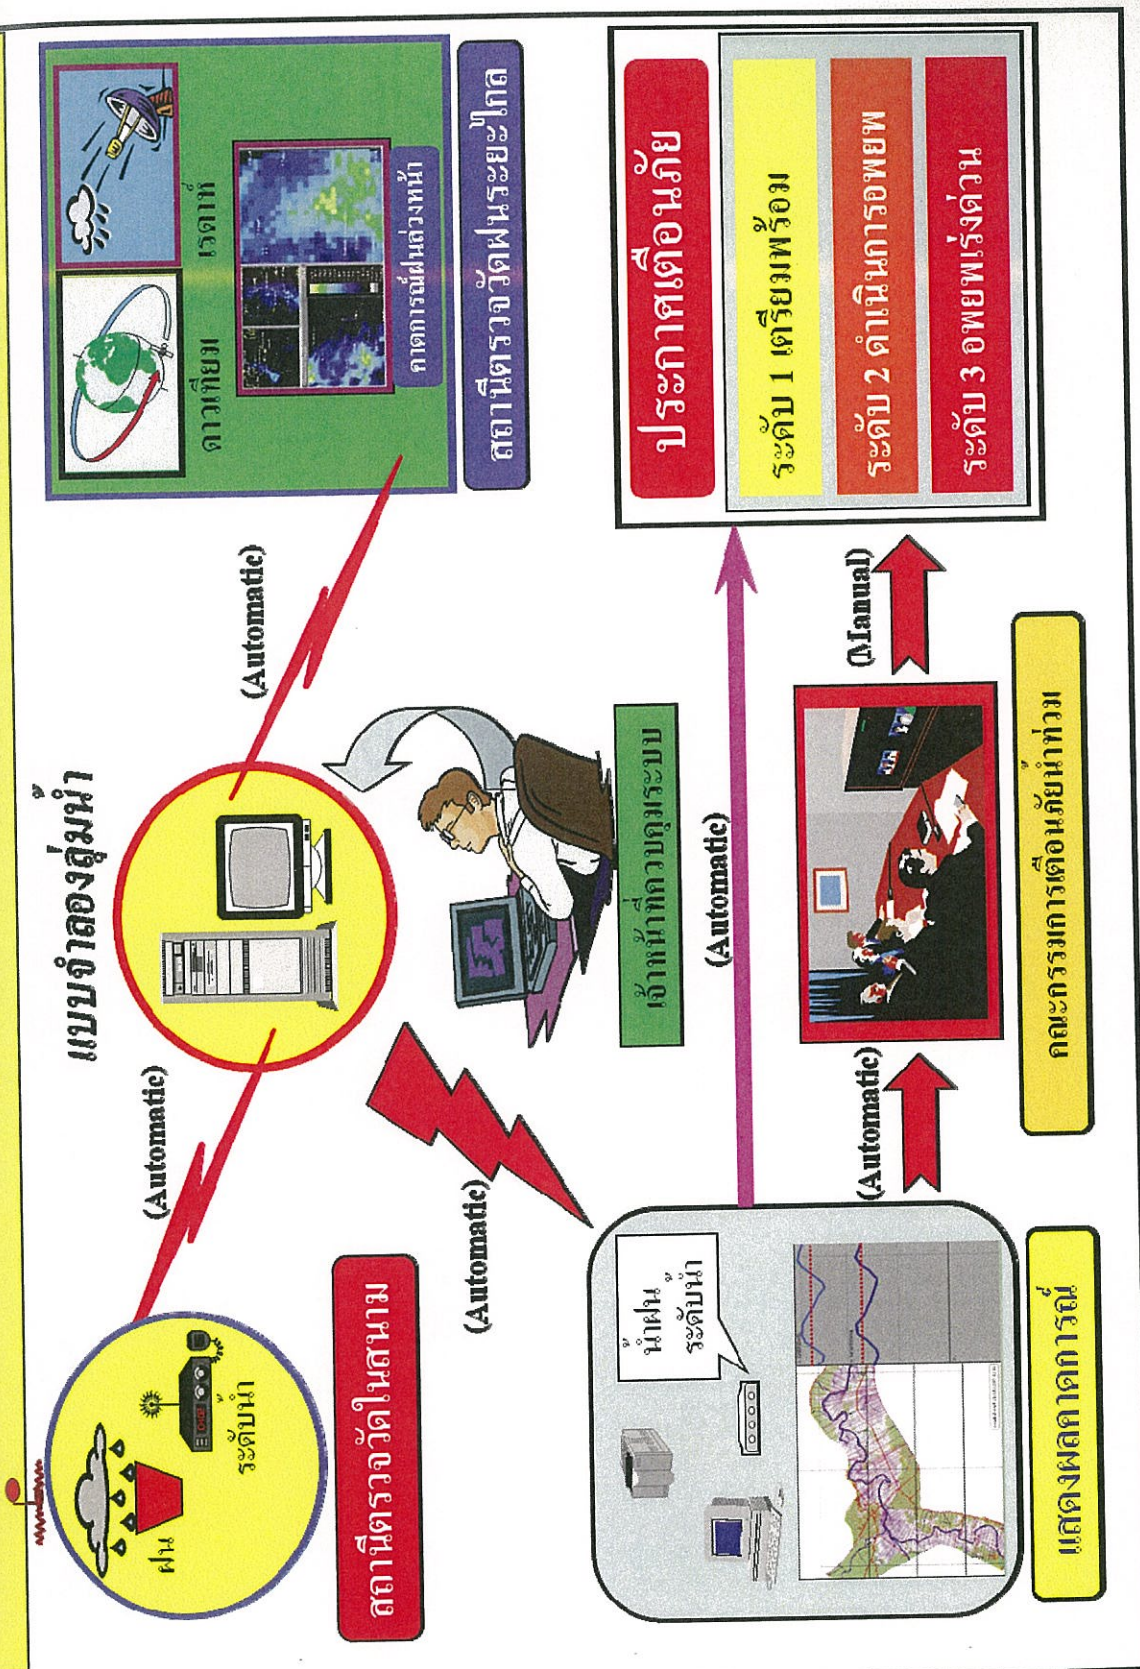 แบบจำลองลุ่มน้ำ
ฝน
ระดับน้ำ
สถานีตรวจวัดในสนาม
(Automatic)
(Automatic)
ดาวเทียม
เรดาห์
คาดการณ์ฝนล่วงหน้า
สถานีตรวจวัดฝนระยะไกล
เจ้าหน้าที่ควบคุมระบบ
(Automatic)
น้ำฝน
ระดับน้ำ
แสดงผลคาดการณ์
(Automatic)
(Automatic)
คณะกรรมการเตือนภัยน้ำท่วม
(Manual)
ประกาศเตือนภัย
ระดับ 1 เตรียมพร้อม
ระดับ 2 ดำเนินการอพยพ
ระดับ 3 อพยพเร่งด่วน